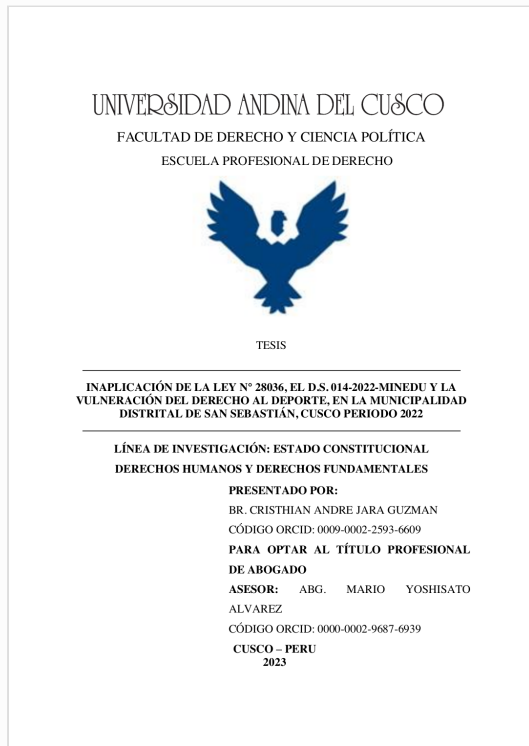 UNIVERSIDAD ANDINA DEL CUSCO
FACULTAD DE DERECHO Y CIENCIA POLÍTICA
ESCUELA PROFESIONAL DE DERECHO
TESIS
INAPLICACIÓN DE LA LEY N° 28036, EL D.S. 014-2022-MINEDU Y LA
VULNERACIÓN DEL DERECHO AL DEPORTE, EN LA MUNICIPALIDAD
DISTRITAL DE SAN SEBASTIÁN, CUSCO PERIODO 2022
LÍNEA DE INVESTIGACIÓN: ESTADO CONSTITUCIONAL
DERECHOS HUMANOS Y DERECHOS FUNDAMENTALES
PRESENTADO POR:
BR. CRISTHIAN ANDRE JARA GUZMAN
CÓDIGO ORCID: 0009-0002-2593-6609
PARA OPTAR AL TÍTULO PROFESIONAL
DE ABOGADO
ASESOR: ABG. MARIO YOSHISATO
ALVAREZ
CÓDIGO ORCID: 0000-0002-9687-6939
CUSCO – PERU
2023